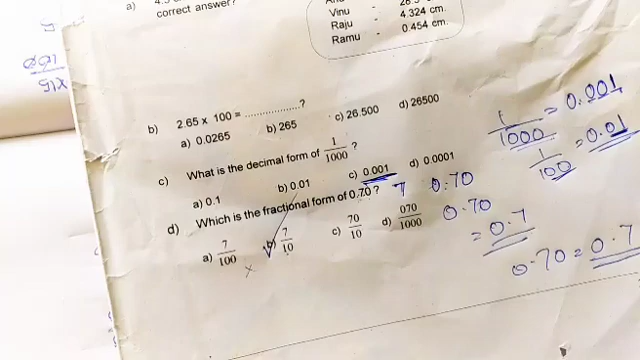 a)
correct answer?
Vinu - 
Raju - 4.324 cm.
Ramu - 0.454 cm.
b) 2.65 x 100 = ....................?
a) 0.0265 b) 265 c) 26.500 d) 26500
c) What is the decimal form of 1/1000 ?
a) 0.1 b) 0.01 c) 0.001 d) 0.0001
d) Which is the fractional form of 0.70 ?
a) 7/100 b) 7/10 c) 70/10 d) 070/1000
x
1/1000 = 0.001
1/100 = 0.01
7 0.70
0.70
= 0.7
0.70 = 0.7